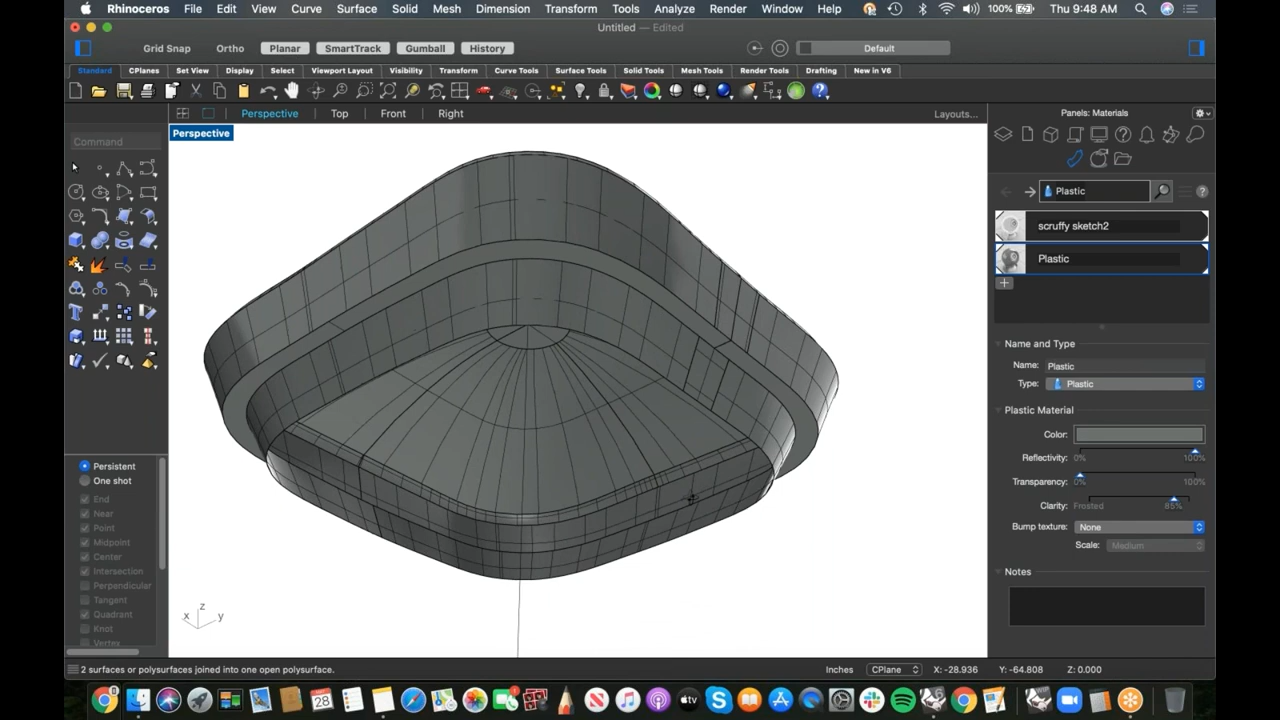 Rhinoceros File Edit View Curve Surface Solid Mesh Dimension Transform Tools Analyze Render Window Help 100% Thu 9:48 AM
Untitled — Edited
Grid Snap Ortho Planar SmartTrack Gumball History Default
Standard CPlanes Set View Display Select Viewport Layout Visibility Transform Curve Tools Surface Tools Solid Tools Mesh Tools Render Tools Drafting New in V6
Perspective Top Front Right Layouts...
Panels: Materials
Perspective
Command
Plastic
scruffy sketch2
Plastic
Name and Type
Name: Plastic
Type: Plastic
Plastic Material
Color:
Reflectivity: 0% 100%
Transparency: 0% 100%
Clarity: Frosted 85%
Bump texture: None
Scale: Medium
Notes
Persistent
One shot
End
Near
Point
Midpoint
Center
Intersection
Perpendicular
Tangent
Quadrant
Knot
Vertex
z
x y
2 surfaces or polysurfaces joined into one open polysurface. Inches CPlane X: -28.936 Y: -64.808 Z: 0.000
28
tv